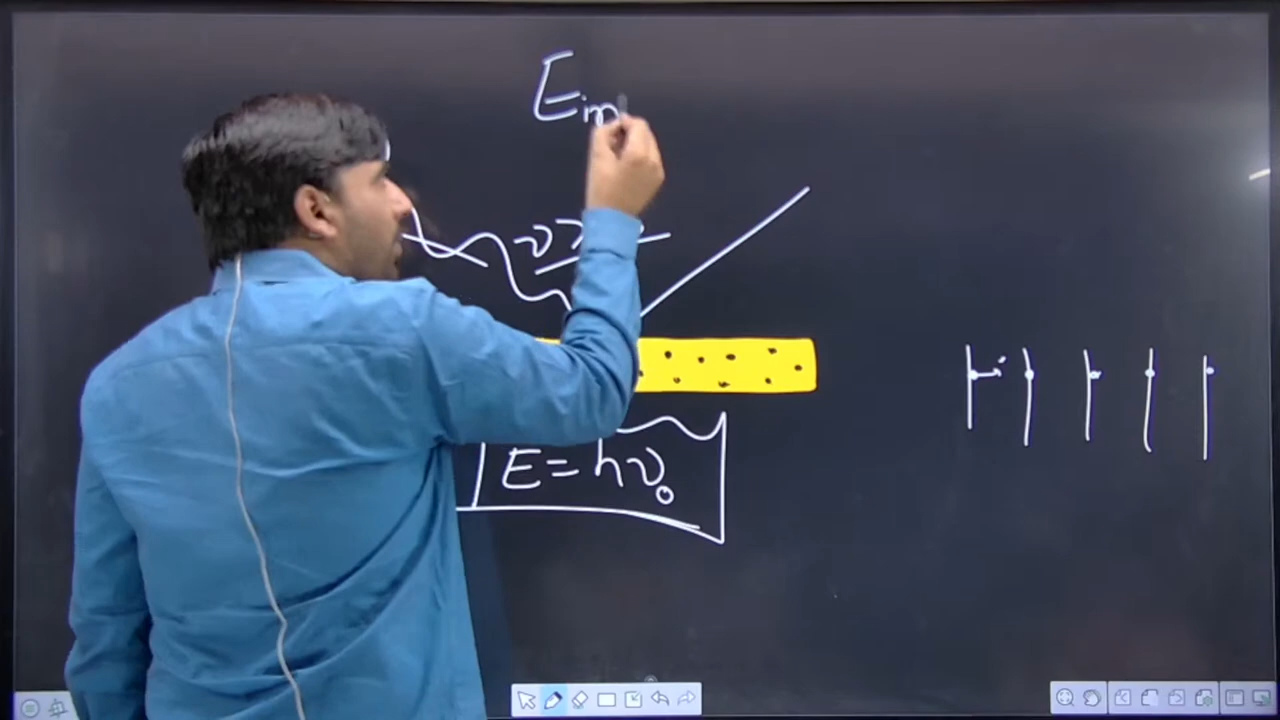 Ein
E = hν₀